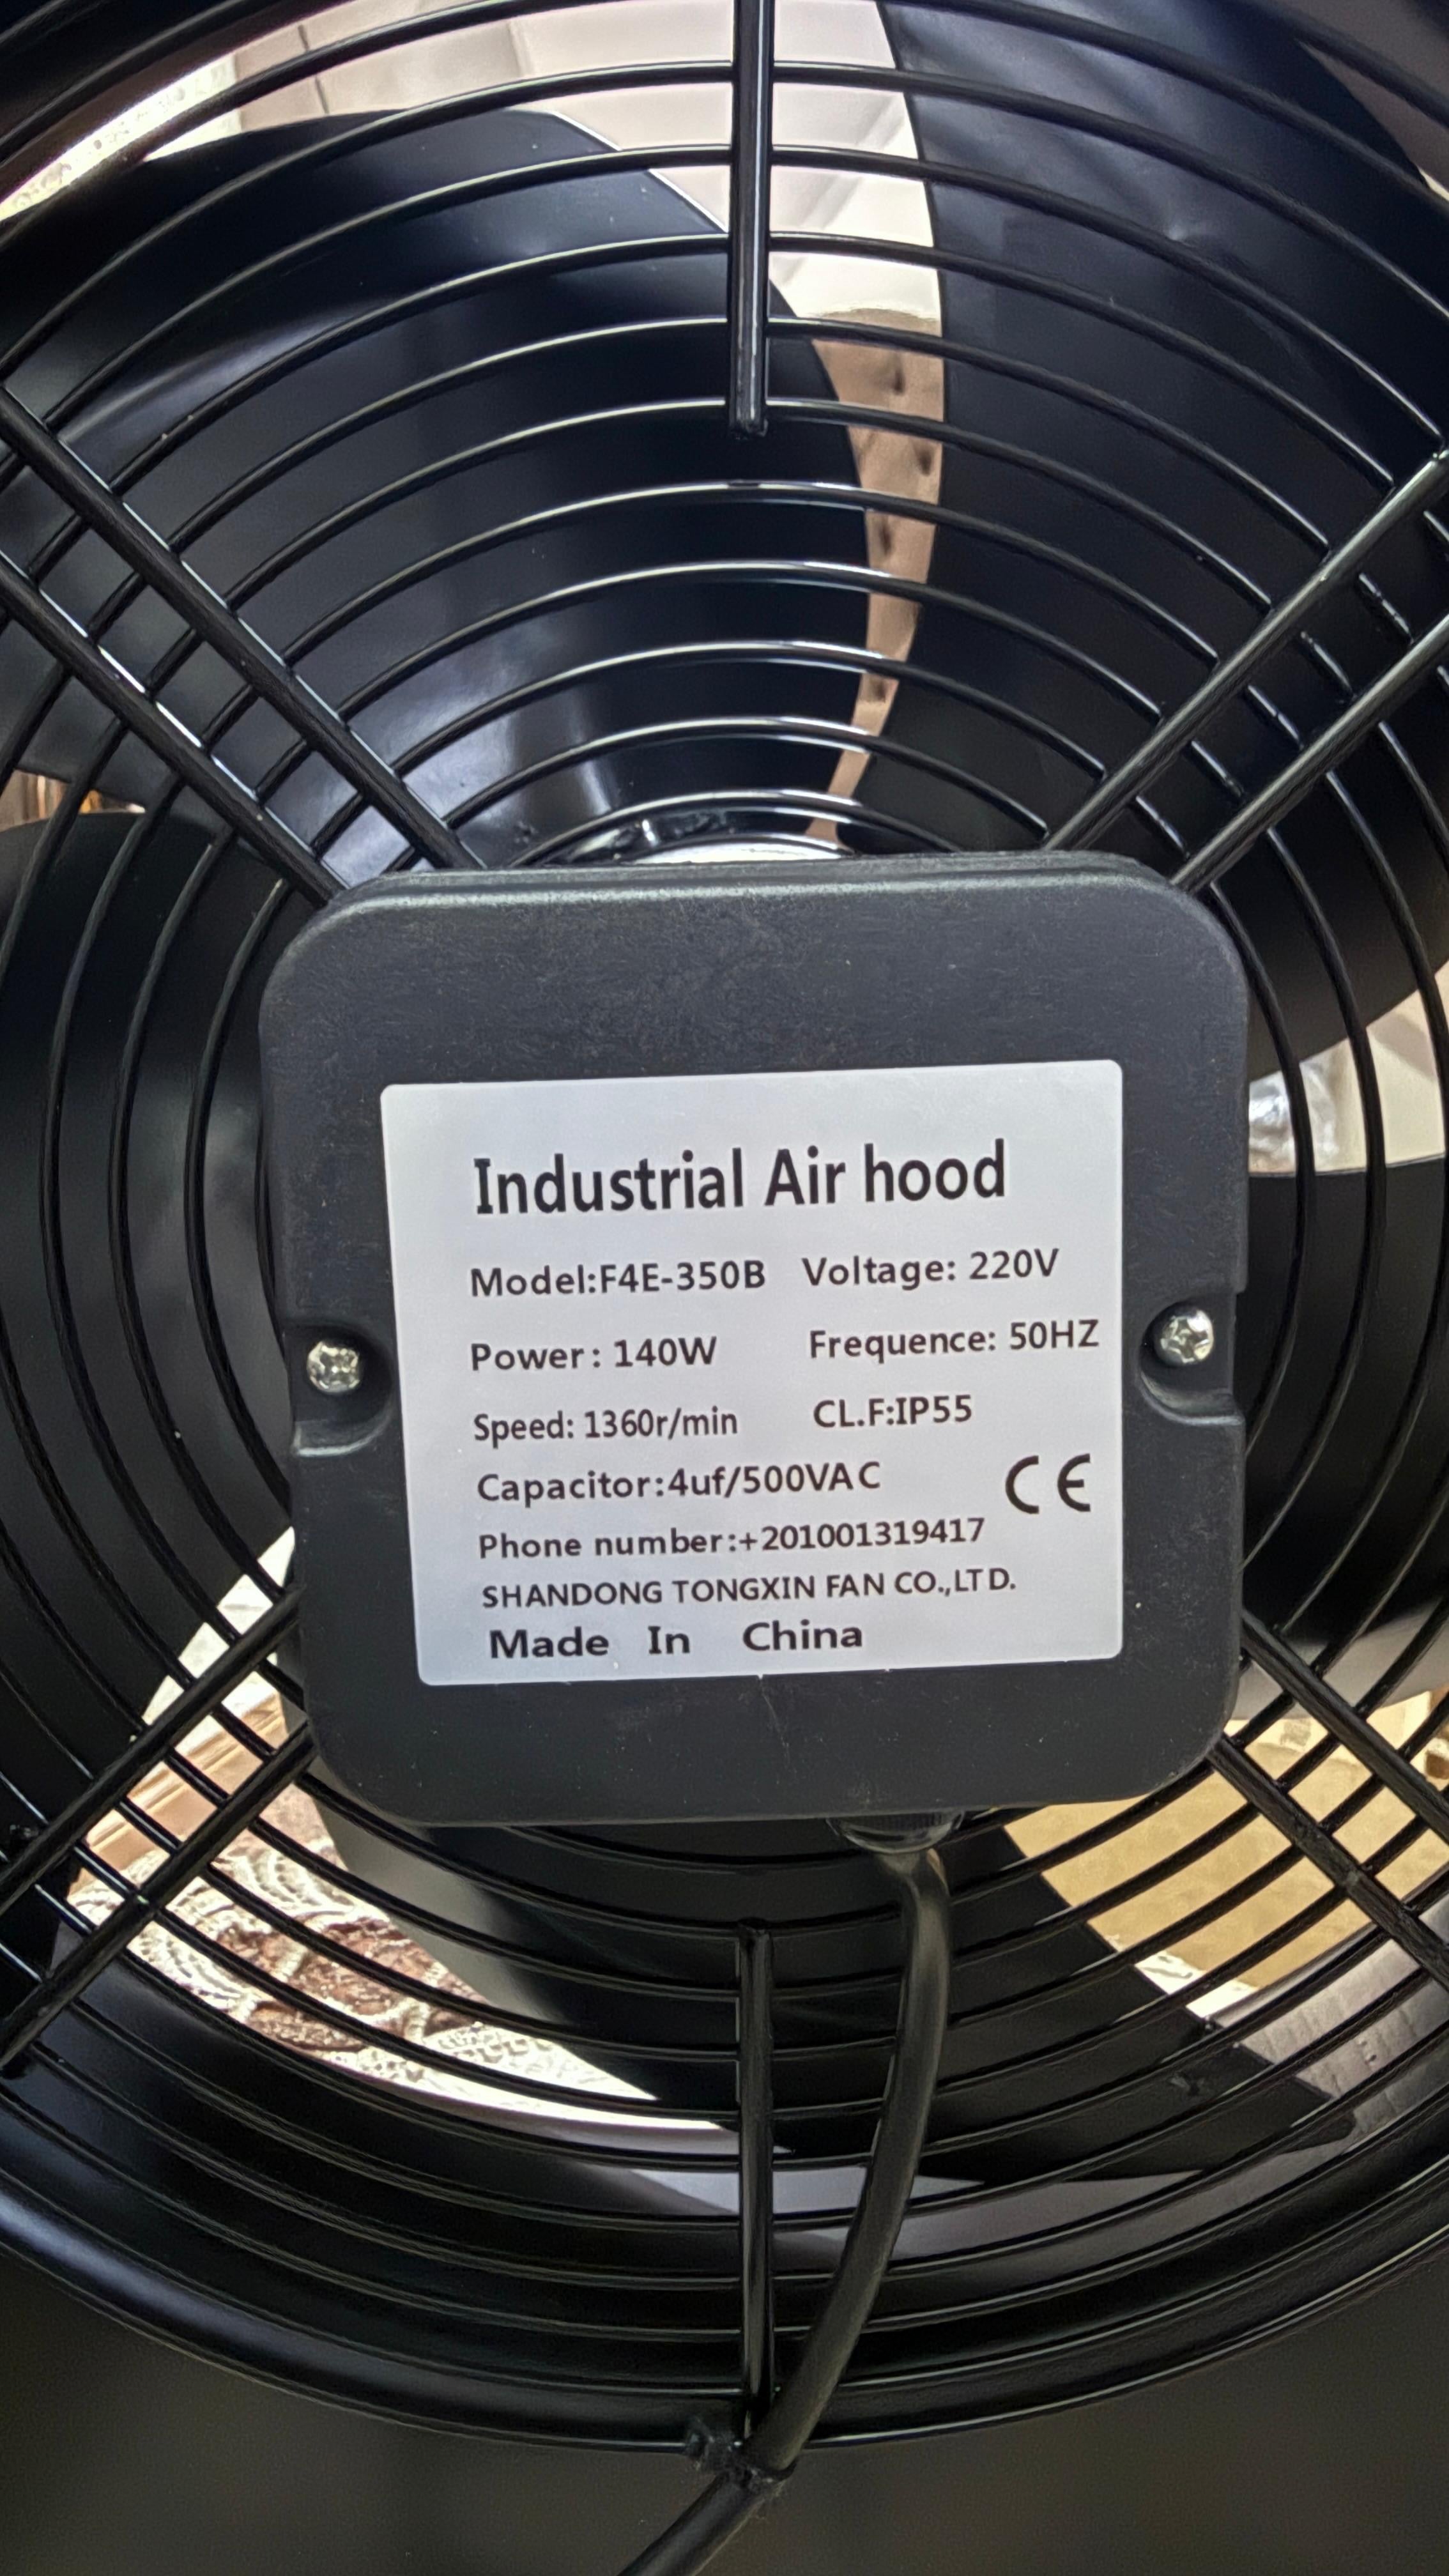 Industrial Air hood
Model:F4E-350B Voltage: 220V
Power: 140W Frequence: 50HZ
Speed: 1360r/min CL.F:IP55
Capacitor:4uf/500VAC
CE
Phone number:+201001319417
SHANDONG TONGXIN FAN CO.,LTD.
Made In China